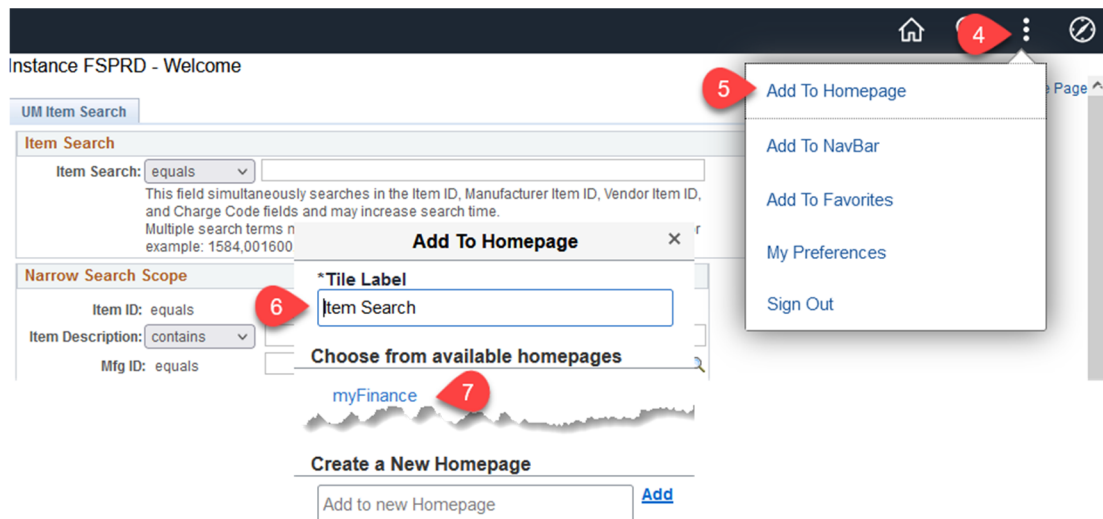 4
Instance FSPRD - Welcome
5
Add To Homepage
Page
UM Item Search
Item Search
Add To NavBar
Item Search: equals
This field simultaneously searches in the Item ID, Manufacturer Item ID, Vendor Item ID,
and Charge Code fields and may increase search time.
Multiple search terms
example: 1584,001600
Add To Favorites
Add To Homepage
×
Narrow Search Scope
My Preferences
*Tile Label
6
Item Search
Item ID: equals
Sign Out
Item Description: contains
Choose from available homepages
Mfg ID: equals
myFinance
7
Create a New Homepage
Add to new Homepage
Add